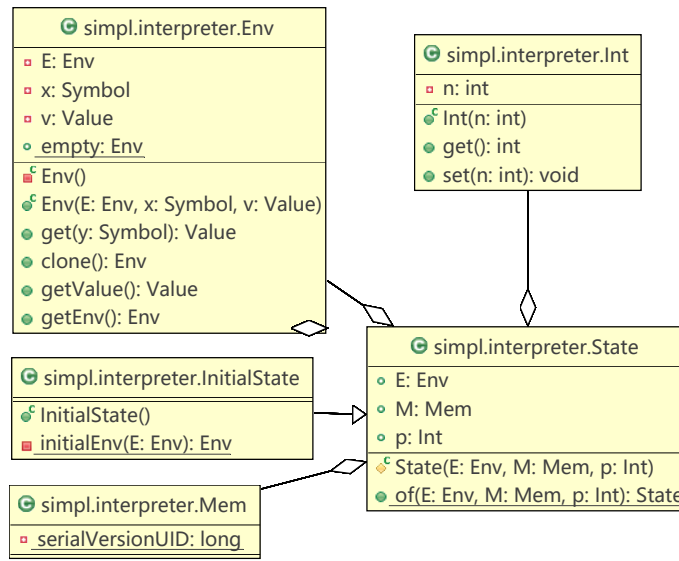 simpl.interpreter.Env
E: Env
x: Symbol
v: Value
empty: Env
Env()
Env(E: Env, x: Symbol, v: Value)
get(y: Symbol): Value
clone(): Env
getValue(): Value
getEnv(): Env
simpl.interpreter.Int
n: int
Int(n: int)
get(): int
set(n: int): void
simpl.interpreter.State
E: Env
M: Mem
p: Int
State(E: Env, M: Mem, p: Int)
of(E: Env, M: Mem, p: Int): State
simpl.interpreter.InitialState
InitialState()
initialEnv(E: Env): Env
simpl.interpreter.Mem
serialVersionUID: long